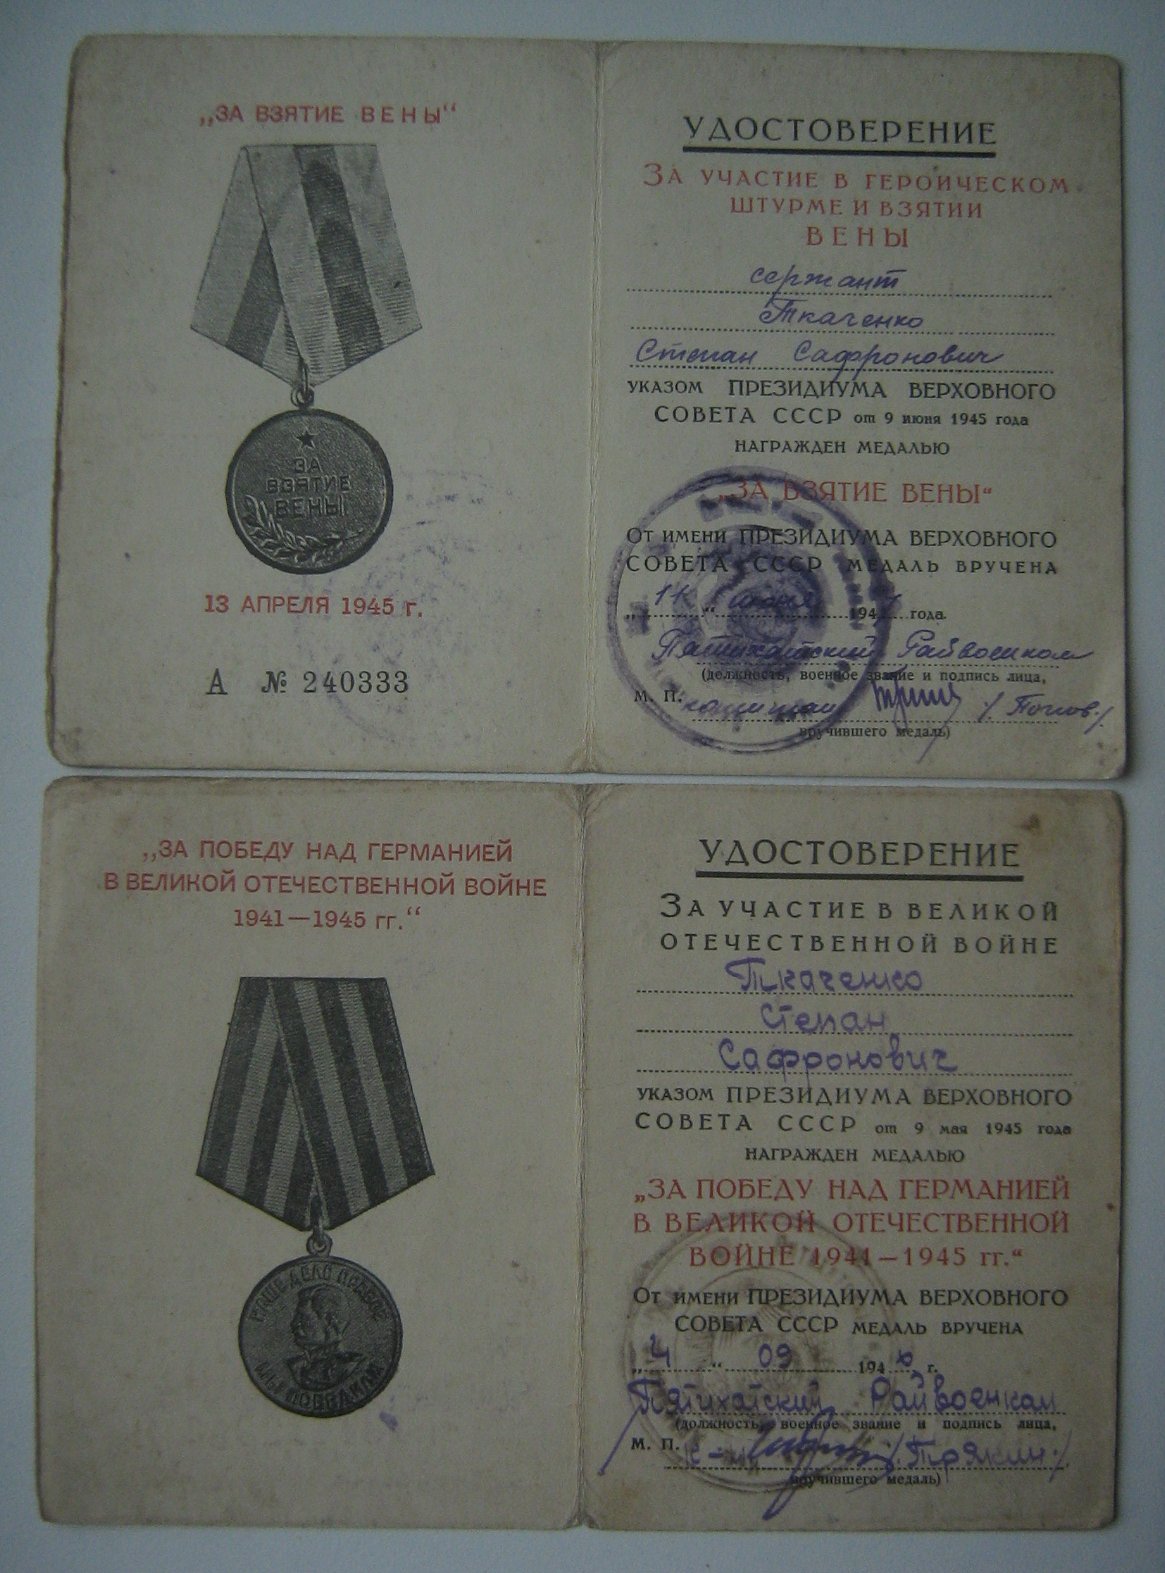 „ЗА ВЗЯТИЕ ВЕНЫ“
ЗА
ВЗЯТИЕ
ВЕНЫ
13 АПРЕЛЯ 1945 г.
А № 240333
УДОСТОВЕРЕНИЕ
ЗА УЧАСТИЕ В ГЕРОИЧЕСКОМ
ШТУРМЕ И ВЗЯТИИ
ВЕНЫ
сержант
Ткаченко
Степан Сафронович
УКАЗОМ ПРЕЗИДИУМА ВЕРХОВНОГО
СОВЕТА СССР от 9 июня 1945 года
НАГРАЖДЕН МЕДАЛЬЮ
„ЗА ВЗЯТИЕ ВЕНЫ“
ОТ ИМЕНИ ПРЕЗИДИУМА ВЕРХОВНОГО
СОВЕТА СССР МЕДАЛЬ ВРУЧЕНА
„ “ 194 года
Пятихатский Райвоенком
(должность, военное звание и подпись лица,
М. П.
вручившего медаль)
„ЗА ПОБЕДУ НАД ГЕРМАНИЕЙ
В ВЕЛИКОЙ ОТЕЧЕСТВЕННОЙ ВОЙНЕ
1941—1945 гг.“
НАШЕ ДЕЛО ПРАВОЕ
МЫ ПОБЕДИЛИ
УДОСТОВЕРЕНИЕ
ЗА УЧАСТИЕ В ВЕЛИКОЙ
ОТЕЧЕСТВЕННОЙ ВОЙНЕ
Ткаченко
Степан
Сафронович
УКАЗОМ ПРЕЗИДИУМА ВЕРХОВНОГО
СОВЕТА СССР от 9 мая 1945 года
НАГРАЖДЕН МЕДАЛЬЮ
„ЗА ПОБЕДУ НАД ГЕРМАНИЕЙ
В ВЕЛИКОЙ ОТЕЧЕСТВЕННОЙ
ВОЙНЕ 1941—1945 гг.“
ОТ ИМЕНИ ПРЕЗИДИУМА ВЕРХОВНОГО
СОВЕТА СССР МЕДАЛЬ ВРУЧЕНА
„ “ 09 194 г.
Пятихатский Райвоенком
(должность, военное звание и подпись лица,
М. П.
вручившего медаль)